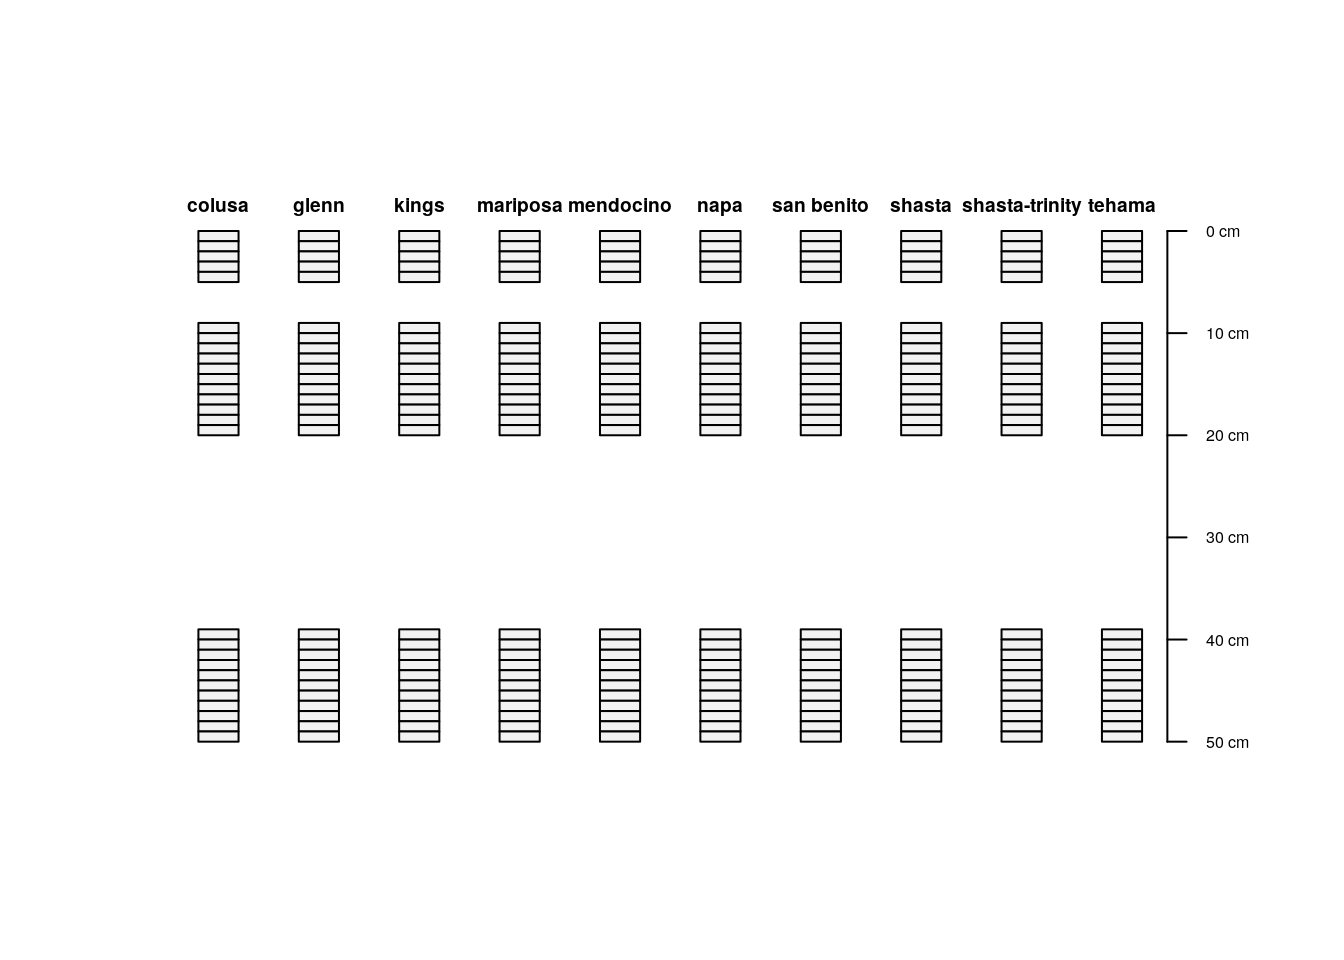 colusa glenn kings mariposa mendocino napa san benito shasta shasta-trinity tehama
0 cm
10 cm
20 cm
30 cm
40 cm
50 cm